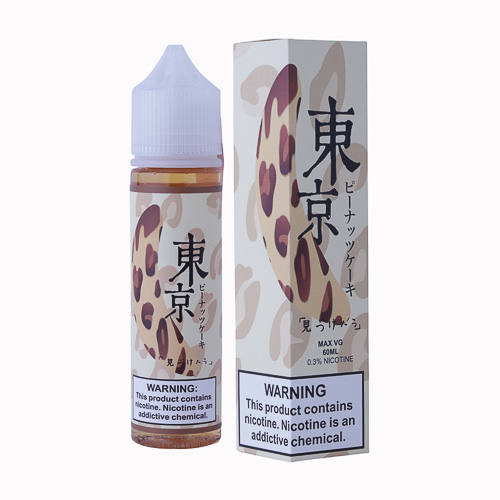 東京
ピーナッツケーキ
WARNING:
This product contains
nicotine. Nicotine is an
addictive chemical.
東京
ピーナッツケーキ
MAX VG
60ML
0.3% NICOTINE
WARNING:
This product contains
nicotine. Nicotine is an
addictive chemical.